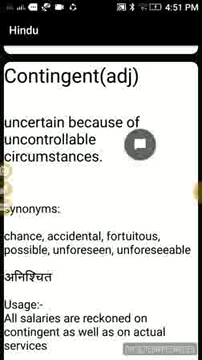 4:51 PM
Hindu
Contingent(adj)
uncertain because of
uncontrollable
circumstances.
synonyms:
chance, accidental, fortuitous,
possible, unforeseen, unforeseeable
अनिश्चित
Usage:-
All salaries are reckoned on
contingent as well as on actual
services